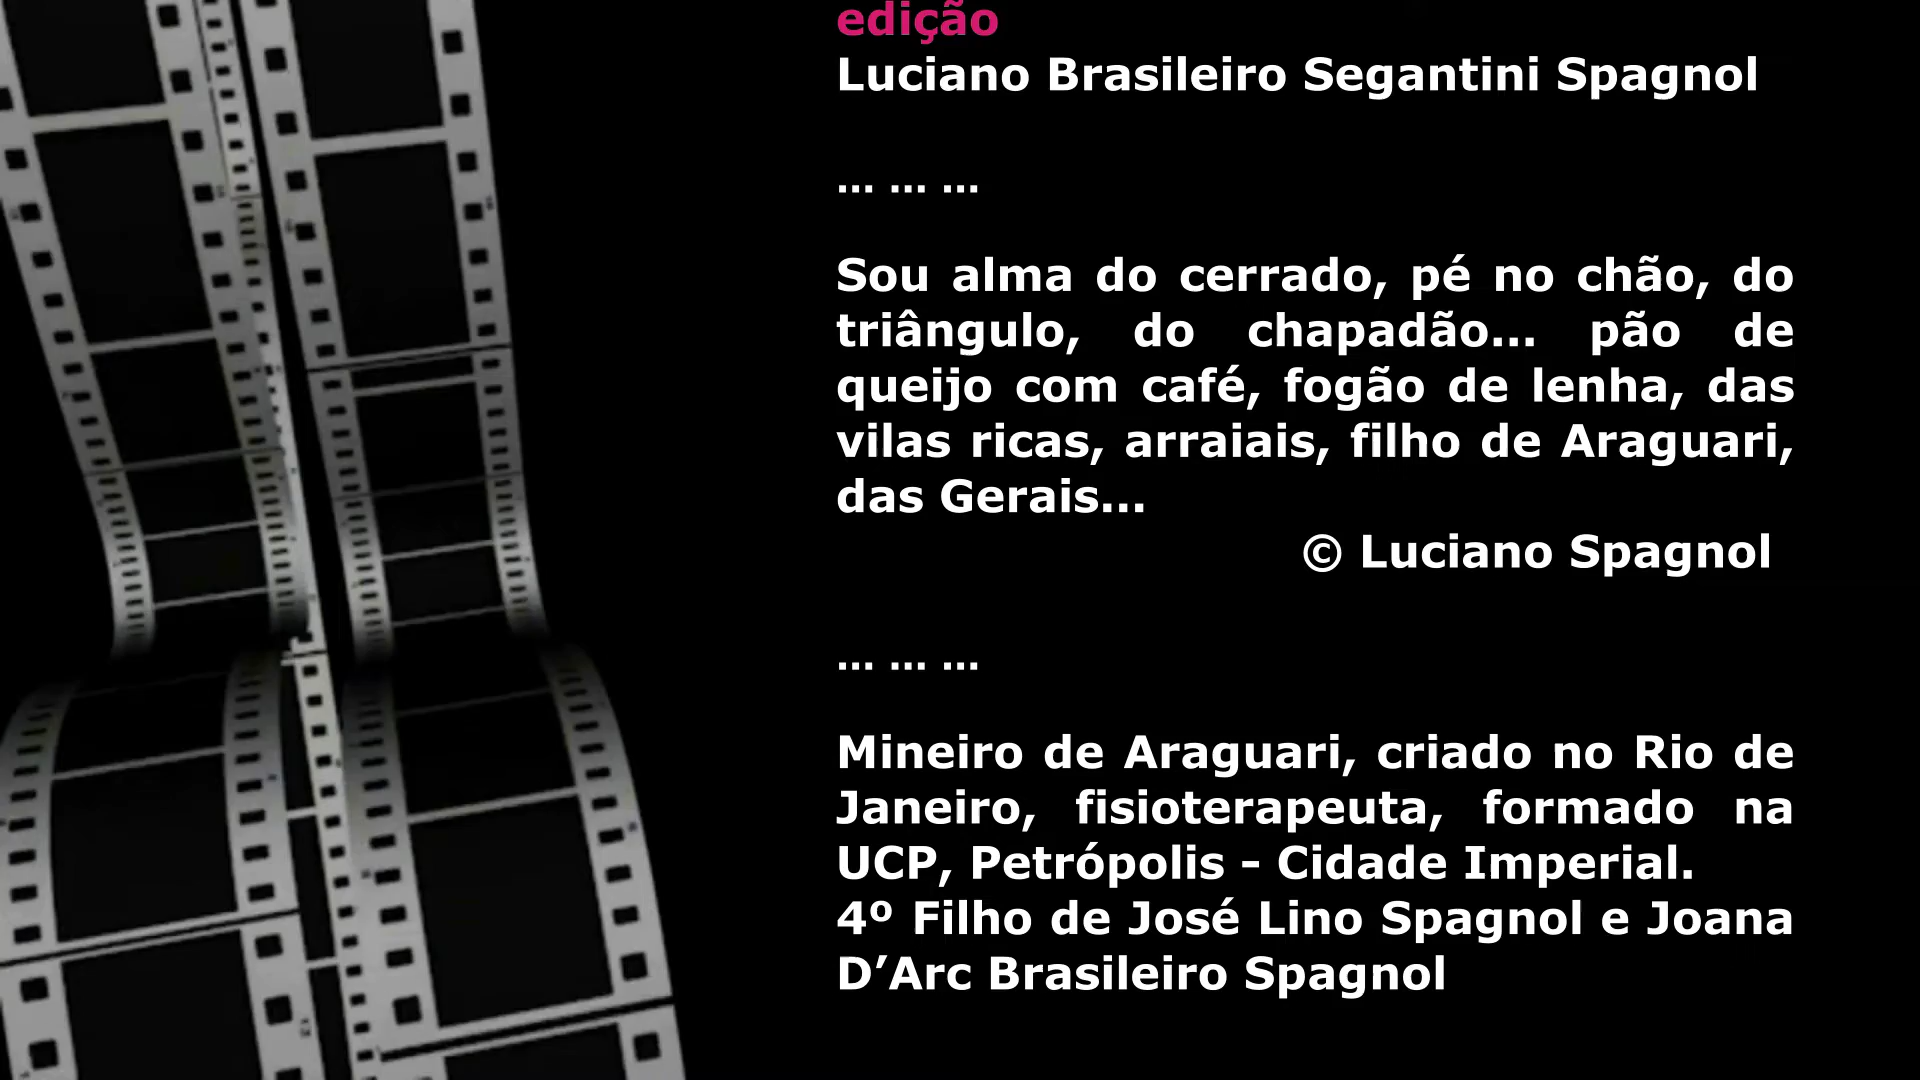 edição
Luciano Brasileiro Segantini Spagnol
... ... ...
Sou alma do cerrado, pé no chão, do
triângulo, do chapadão... pão de
queijo com café, fogão de lenha, das
vilas ricas, arraiais, filho de Araguari,
das Gerais...
© Luciano Spagnol
... ... ...
Mineiro de Araguari, criado no Rio de
Janeiro, fisioterapeuta, formado na
UCP, Petrópolis - Cidade Imperial.
4º Filho de José Lino Spagnol e Joana
D’Arc Brasileiro Spagnol